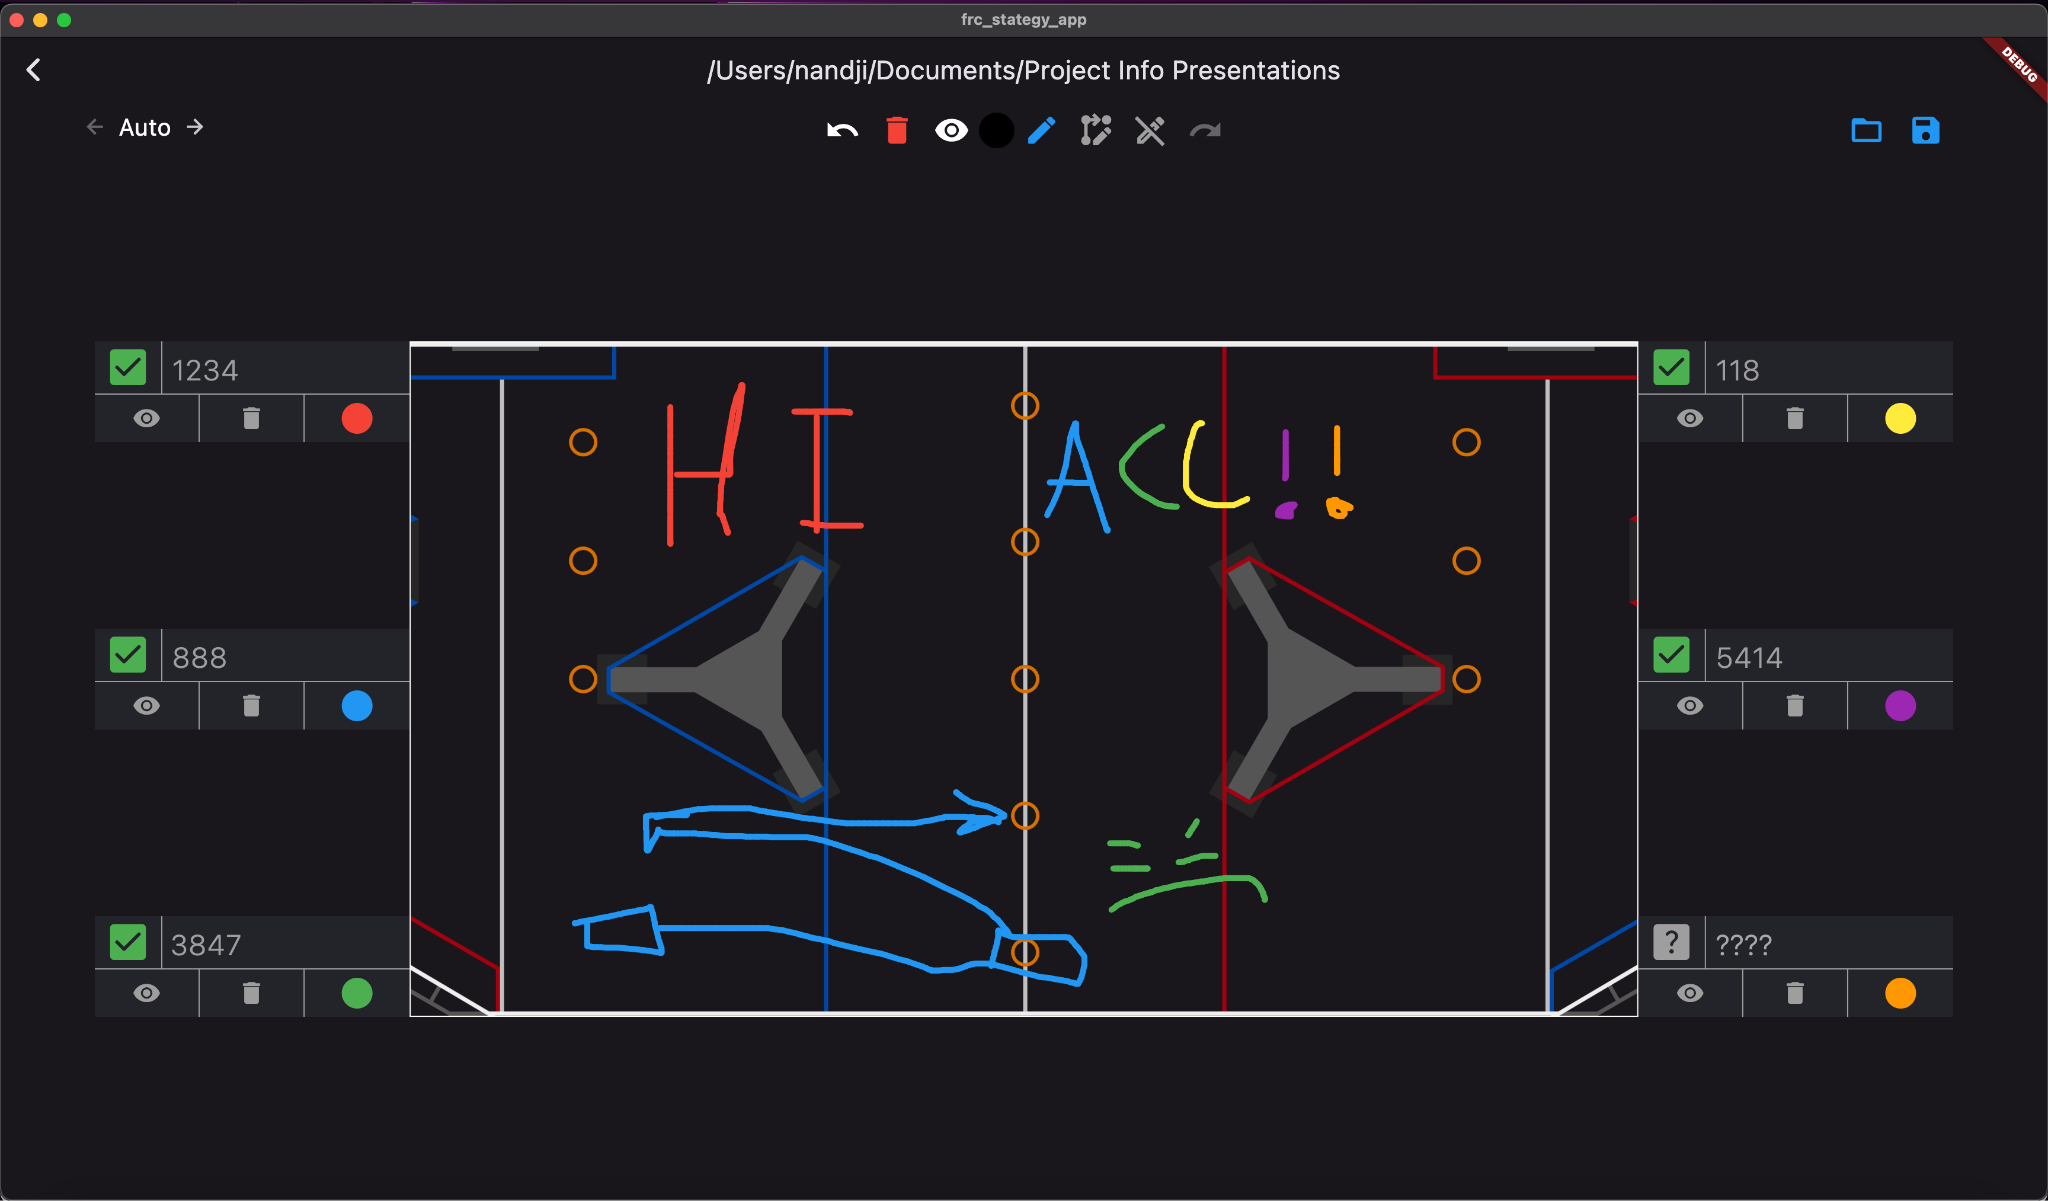 frc_stategy_app
DEBUG
/Users/nandji/Documents/Project Info Presentations
Auto
1234
118
HI ACC!!
888
5414
3847
?
????